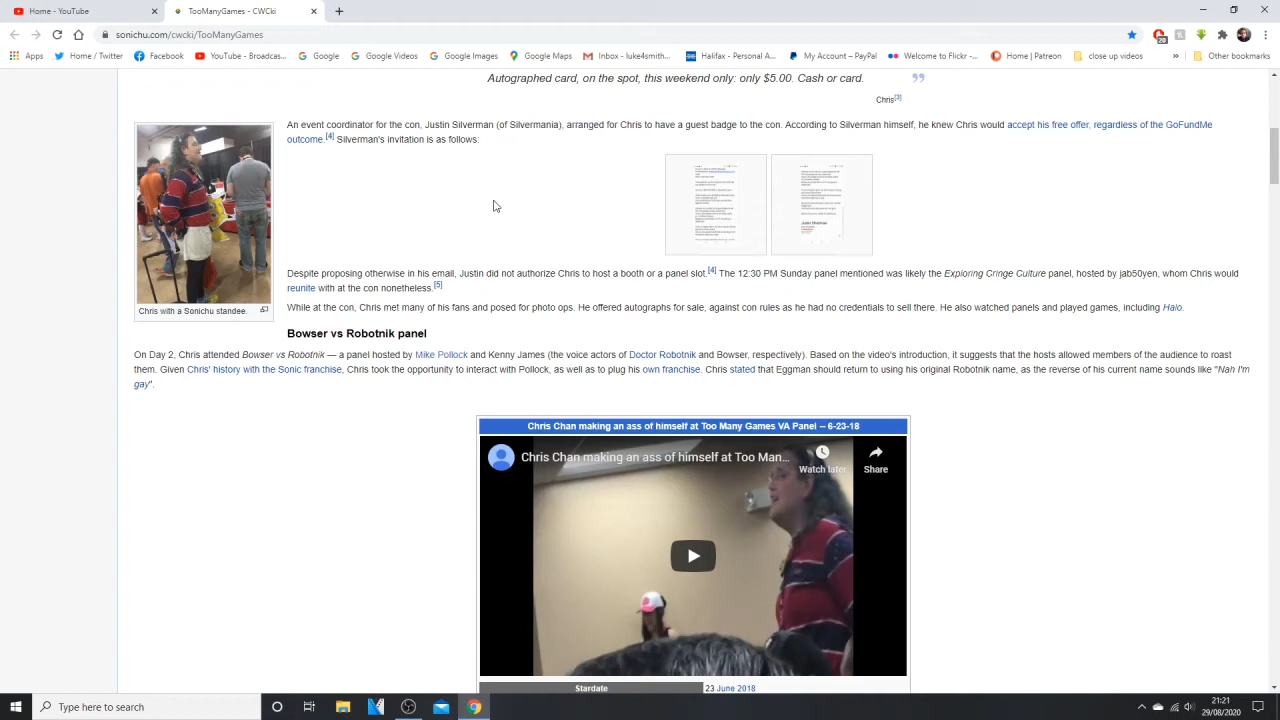 Home - YouTube
TooManyGames - CWCki
sonichu.com/cwcki/TooManyGames
20
Apps
Home / Twitter
Facebook
YouTube - Broadcas...
Google
Google Videos
Google Images
Google Maps
Inbox - luke4smith...
Halifax - Personal A...
My Account – PayPal
Welcome to Flickr -...
Home | Patreon
close up videos
»
Other bookmarks
Autographed card, on the spot, this weekend only: only $5.00. Cash or card.
Chris[3]
An event coordinator for the con, Justin Silverman (of Silvermania), arranged for Chris to have a guest badge to the con. According to Silverman himself, he knew Chris would accept his free offer, regardless of the GoFundMe
outcome.[4] Silverman's invitation is as follows:
Despite proposing otherwise in his email, Justin did not authorize Chris to host a booth or a panel slot.[4] The 12:30 PM Sunday panel mentioned was likely the Exploring Cringe Culture panel, hosted by jab50yen, whom Chris would
reunite with at the con nonetheless.[5]
Chris with a Sonichu standee.
While at the con, Chris met many of his fans and posed for photo ops. He offered autographs for sale, against con rules as he had no credentials to sell there. He also watched panels and played games, including Halo.
Bowser vs Robotnik panel
On Day 2, Chris attended Bowser vs Robotnik — a panel hosted by Mike Pollock and Kenny James (the voice actors of Doctor Robotnik and Bowser, respectively). Based on the video's introduction, it suggests that the hosts allowed members of the audience to roast
them. Given Chris' history with the Sonic franchise, Chris took the opportunity to interact with Pollock, as well as to plug his own franchise. Chris stated that Eggman should return to using his original Robotnik name, as the reverse of his current name sounds like "Nah I'm
gay".
Chris Chan making an ass of himself at Too Many Games VA Panel -- 6-23-18
Chris Chan making an ass of himself at Too Man...
Watch later
Share
Stardate
23 June 2018
Type here to search
21:21
29/08/2020